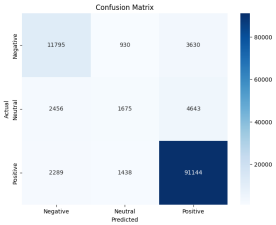 Confusion Matrix
Negative 11795 930 3630
Neutral 2456 1675 4643
Positive 2289 1438 91144
Actual
Negative Neutral Positive
Predicted
80000
60000
40000
20000